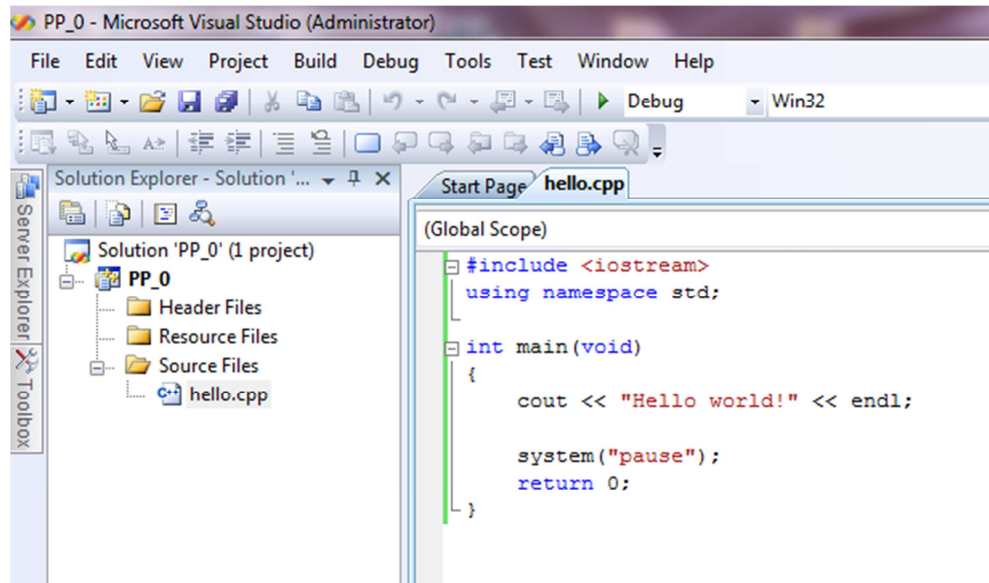 PP_0 - Microsoft Visual Studio (Administrator)
File Edit View Project Build Debug Tools Test Window Help
Debug Win32
Server Explorer
Toolbox
Solution Explorer - Solution '...
Solution 'PP_0' (1 project)
PP_0
Header Files
Resource Files
Source Files
hello.cpp
Start Page hello.cpp
(Global Scope)
#include <iostream>
using namespace std;
int main(void)
{
cout << "Hello world!" << endl;
system("pause");
return 0;
}